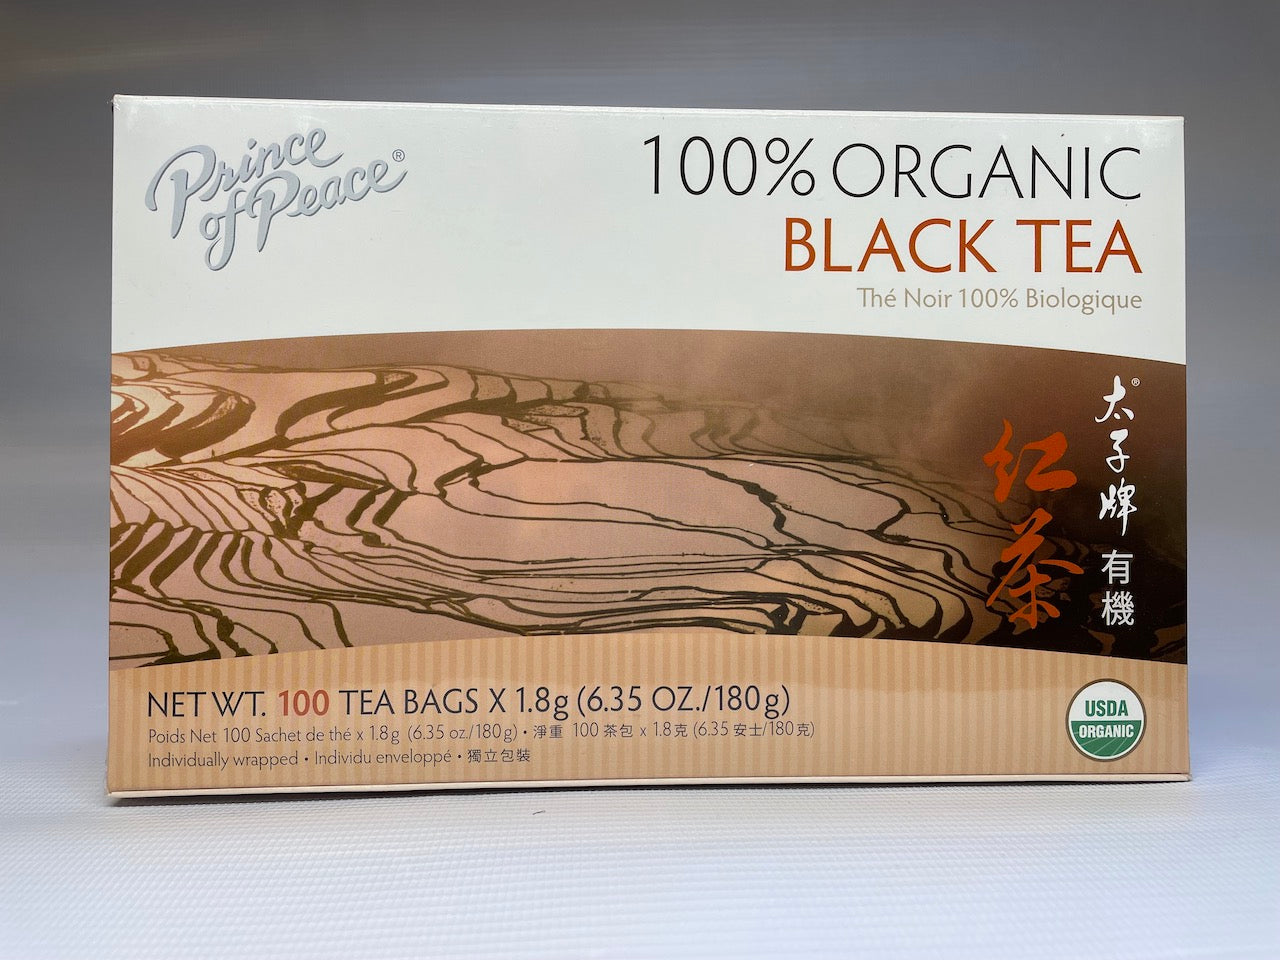 Prince
of Peace®
100% ORGANIC
BLACK TEA
Thé Noir 100% Biologique
太子牌® 有機
红茶
NET WT. 100 TEA BAGS X 1.8g (6.35 OZ./180g)
Poids Net 100 Sachet de thé x 1.8g (6.35 oz./180g) • 淨重 100 茶包 x 1.8克 (6.35 安士/180克)
Individually wrapped • Individu enveloppé • 獨立包裝
USDA
ORGANIC